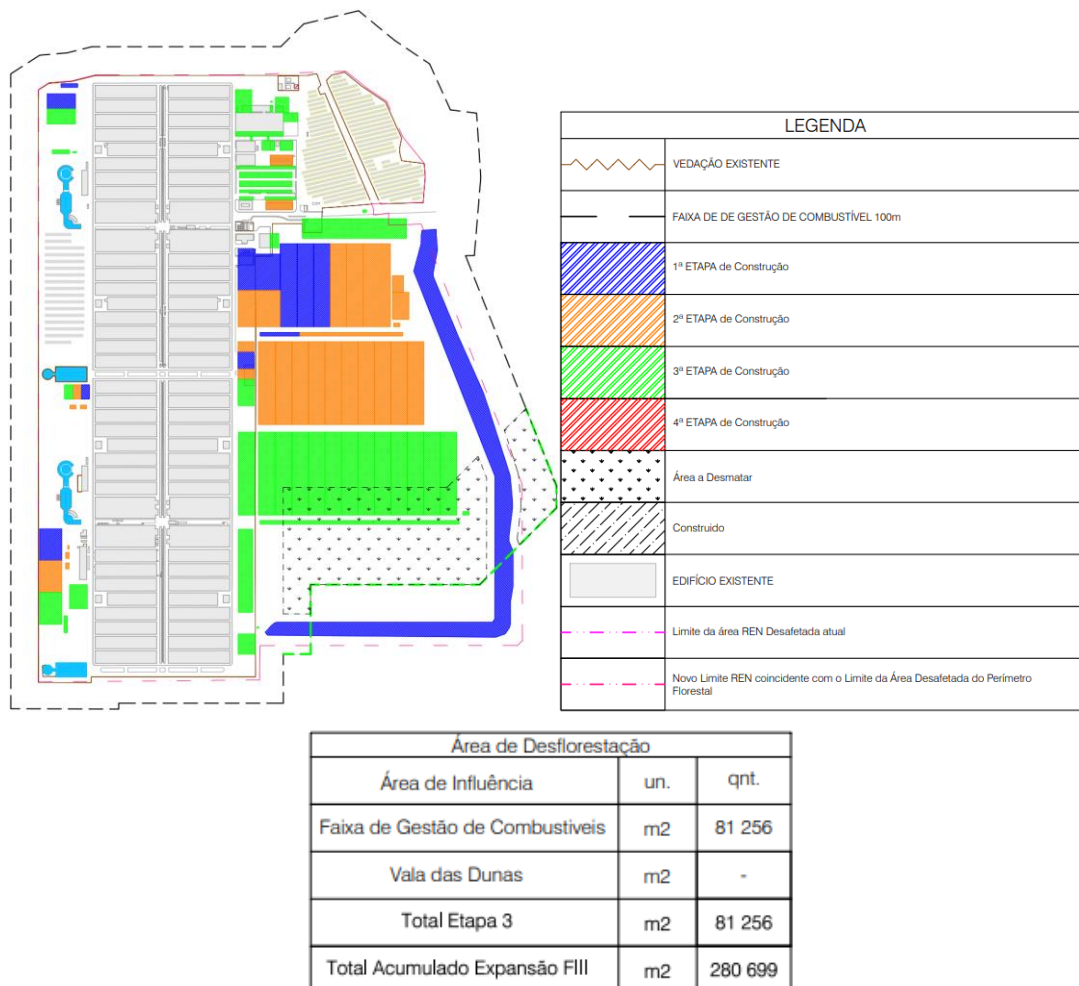 LEGENDA
VEDAÇÃO EXISTENTE
FAIXA DE DE GESTÃO DE COMBUSTÍVEL 100m
1ª ETAPA de Construção
2ª ETAPA de Construção
3ª ETAPA de Construção
4ª ETAPA de Construção
Área a Desmatar
Construido
EDIFÍCIO EXISTENTE
Limite da área REN Desafetada atual
Novo Limite REN coincidente com o Limite da Área Desafetada do Perímetro
Florestal
Área de Desflorestação
Área de Influência un. qnt.
Faixa de Gestão de Combustiveis m2 81 256
Vala das Dunas m2 -
Total Etapa 3 m2 81 256
Total Acumulado Expansão FIII m2 280 699